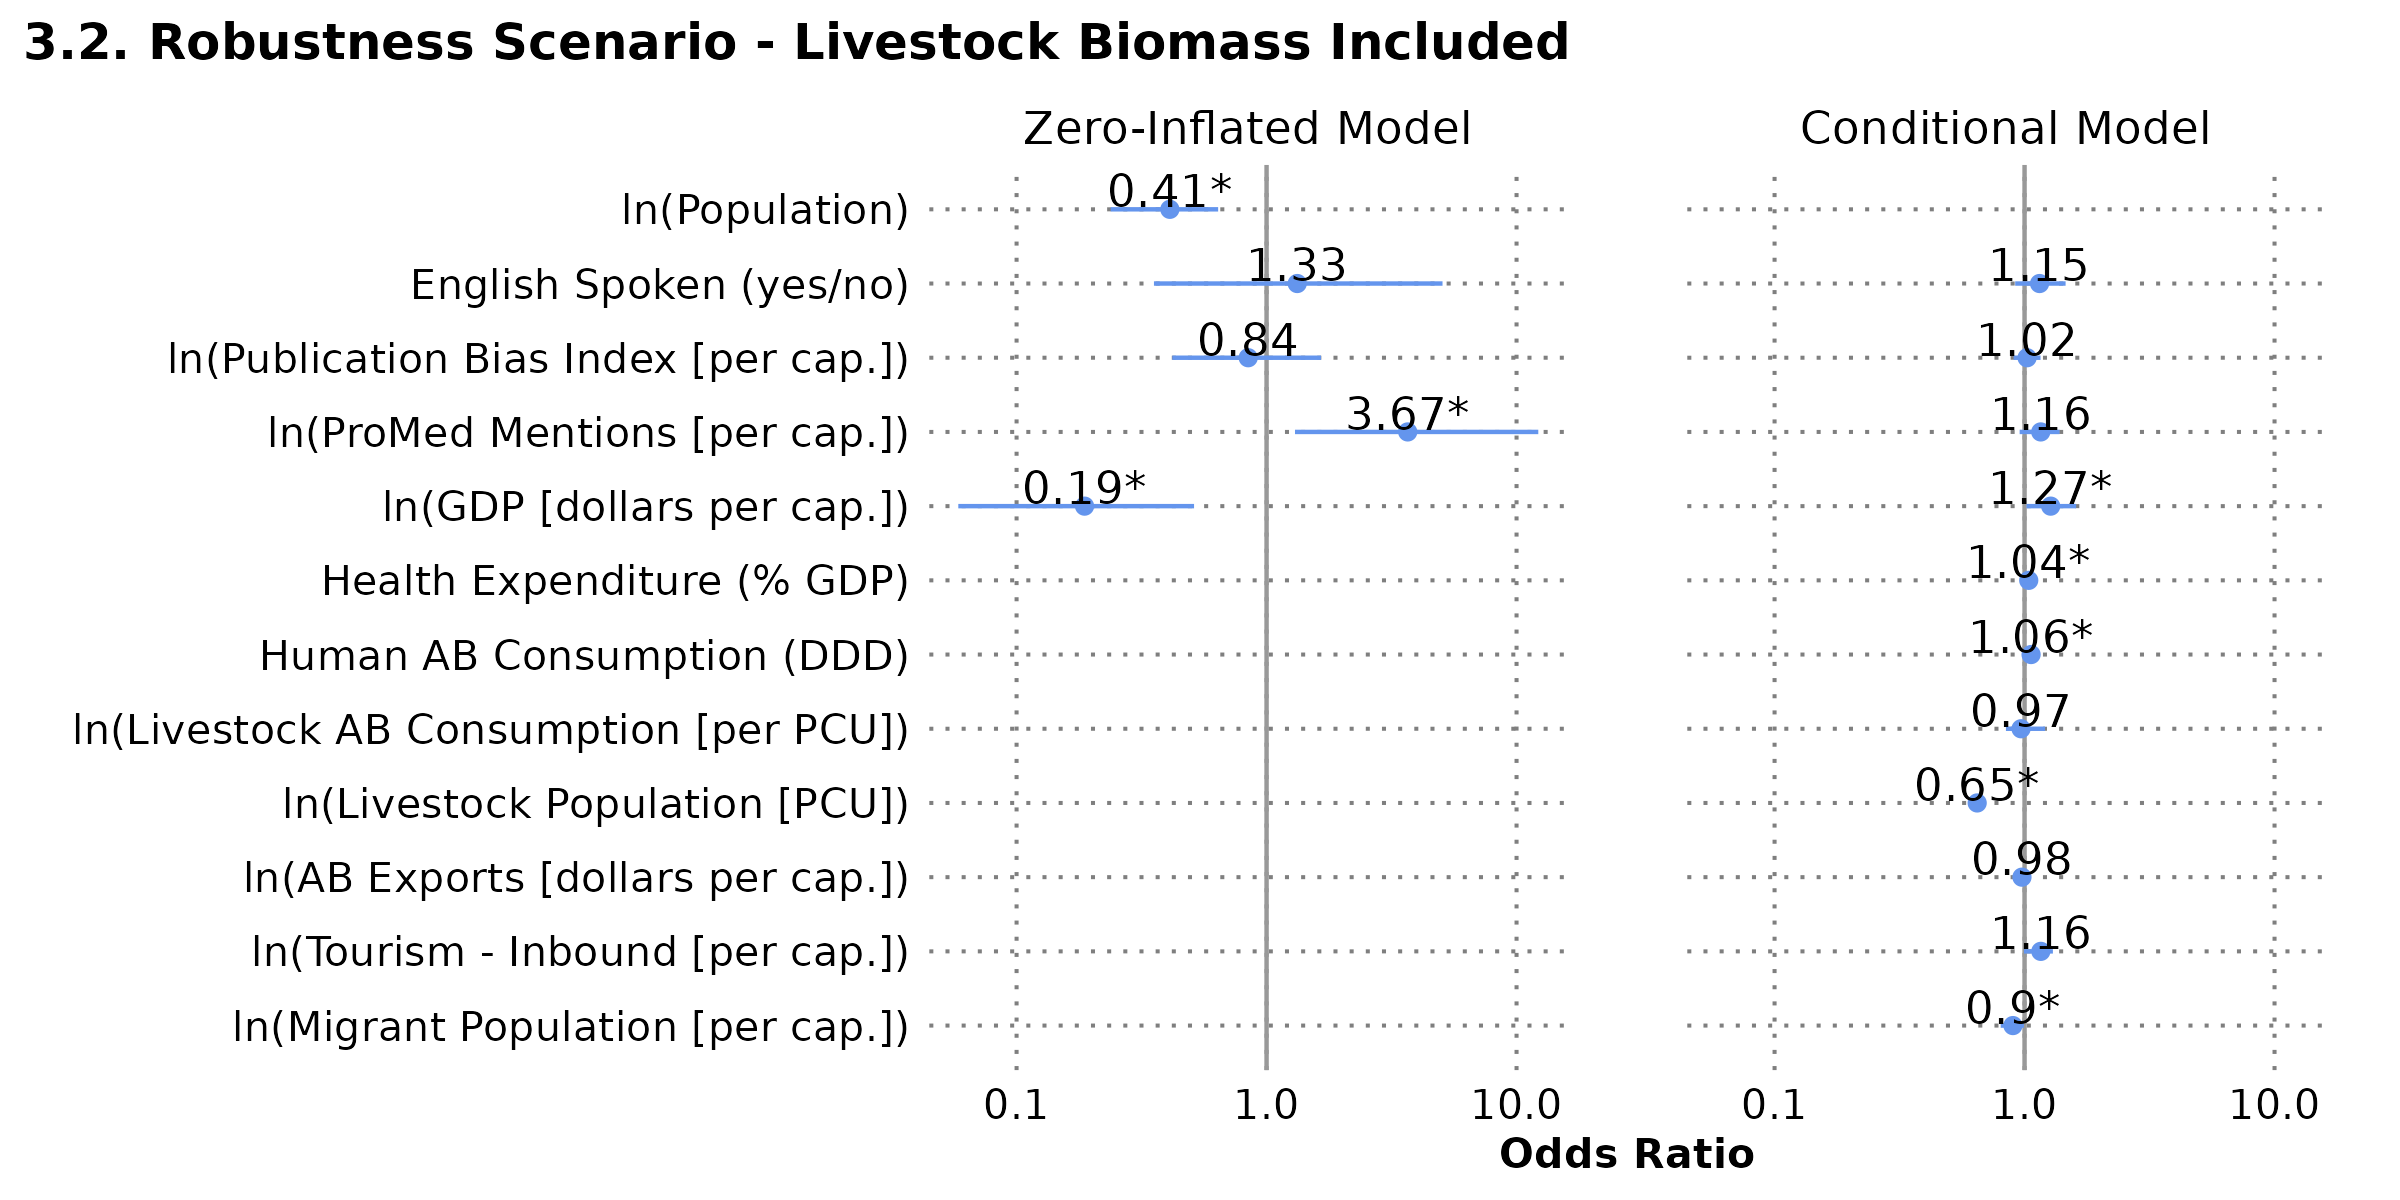 3.2. Robustness Scenario - Livestock Biomass Included
Zero-Inflated Model Conditional Model
ln(Population) 0.41*
English Spoken (yes/no) 1.33 1.15
ln(Publication Bias Index [per cap.]) 0.84 1.02
ln(ProMed Mentions [per cap.]) 3.67* 1.16
ln(GDP [dollars per cap.]) 0.19* 1.27*
Health Expenditure (% GDP) 1.04*
Human AB Consumption (DDD) 1.06*
ln(Livestock AB Consumption [per PCU]) 0.97
ln(Livestock Population [PCU]) 0.65*
ln(AB Exports [dollars per cap.]) 0.98
ln(Tourism - Inbound [per cap.]) 1.16
ln(Migrant Population [per cap.]) 0.9*
0.1 1.0 10.0 0.1 1.0 10.0
Odds Ratio